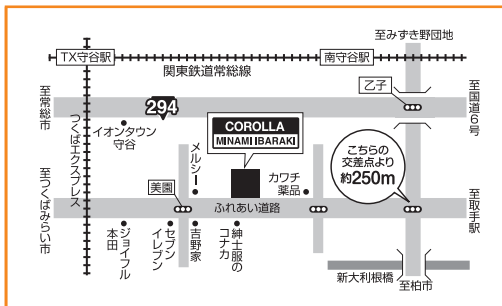 至みずき野団地
TX守谷駅
南守谷駅
関東鉄道常総線
乙子
至常総市
294
至国道6号
イオンタウン
守谷
つくばエクスプレス
COROLLA
MINAMI IBARAKI
こちらの
交差点より
約250m
メルシー
カワチ
薬品
美園
至つくばみらい市
ふれあい道路
至取手駅
ジョイフル
本田
セブン
イレブン
吉野家
紳士服の
コナカ
新大利根橋
至柏市